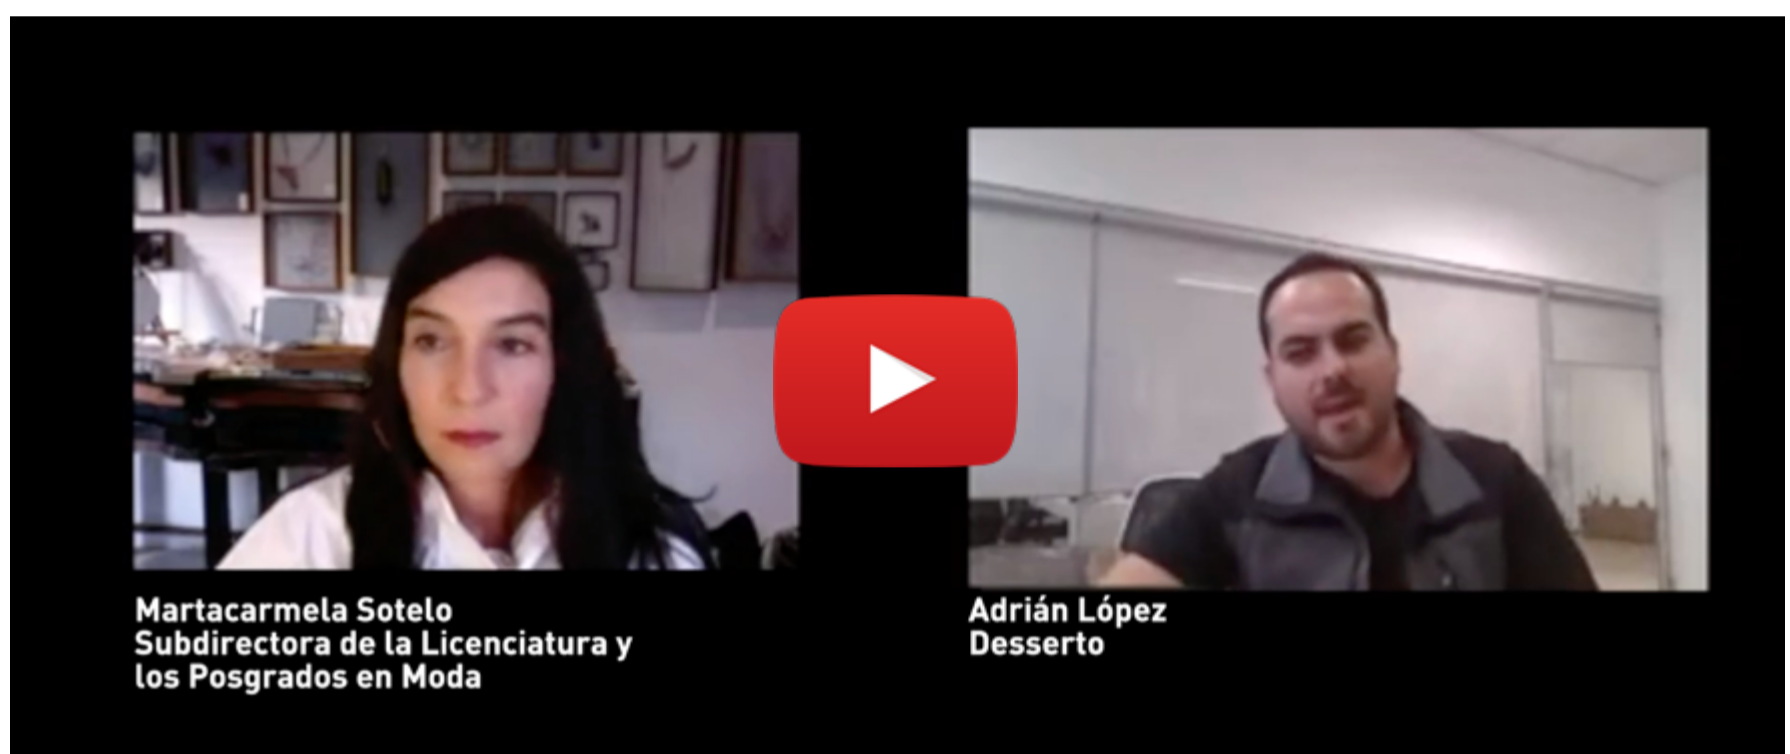 Martacarmela Sotelo
Subdirectora de la Licenciatura y
los Posgrados en Moda
Adrián López
Desserto